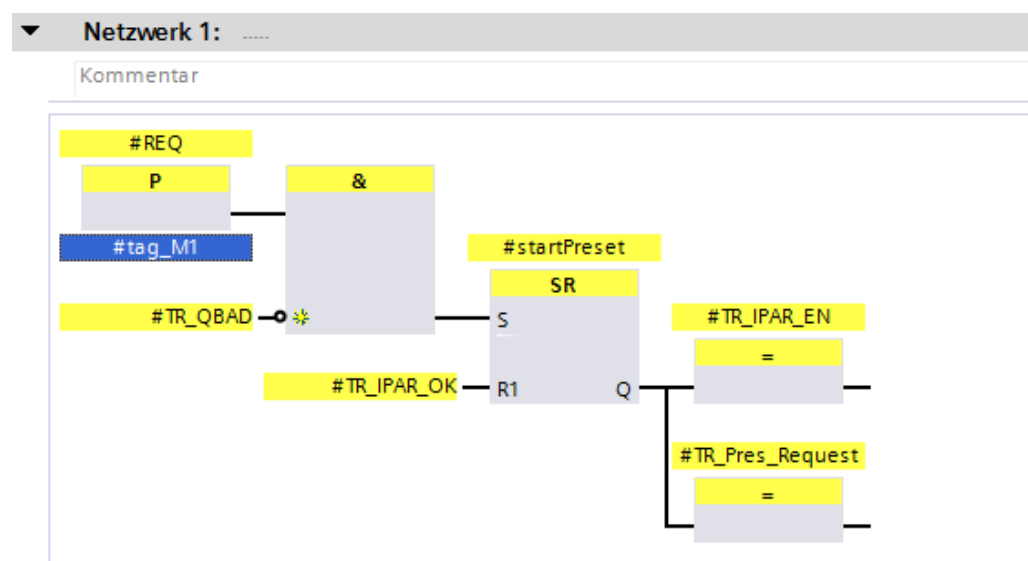 Netzwerk 1: .....
Kommentar
#REQ
P
&
#tag_M1
#startPreset
SR
#TR_QBAD
S
#TR_IPAR_EN
=
#TR_IPAR_OK
R1 Q
#TR_Pres_Request
=